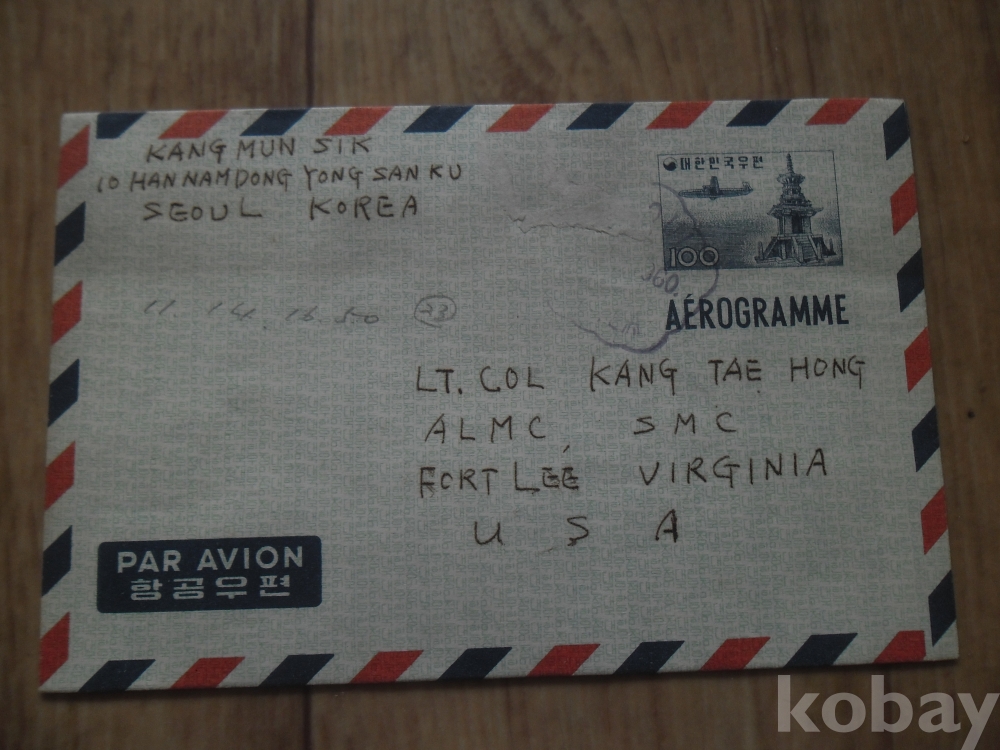 KANG MUN SIK
10 HAN NAM DONG YONG SAN KU
SEOUL KOREA
대한민국우편
100
AÉROGRAMME
960
11. 14. 16.50 23
LT. COL KANG TAE HONG
ALMC, SMC
FORT LEE VIRGINIA
U S A
PAR AVION
항공우편
kobay